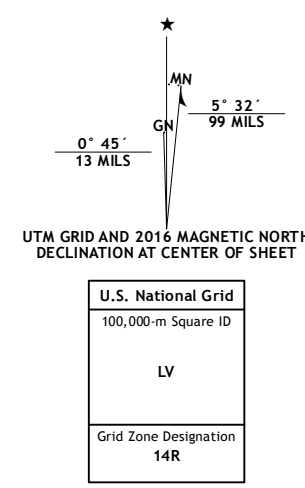 ★
MN
5° 32´
99 MILS
GN
0° 45´
13 MILS
UTM GRID AND 2016 MAGNETIC NORTH
DECLINATION AT CENTER OF SHEET
U.S. National Grid
100,000-m Square ID
LV
Grid Zone Designation
14R